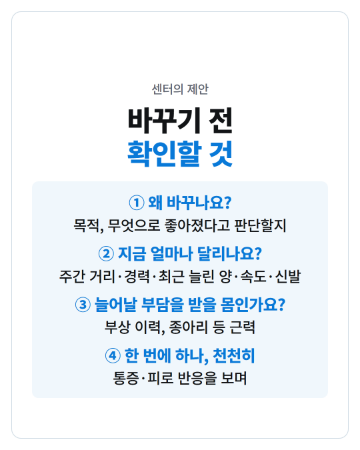 센터의 제안
바꾸기 전
확인할 것
① 왜 바꾸나요?
목적, 무엇으로 좋아졌다고 판단할지
② 지금 얼마나 달리나요?
주간 거리·경력·최근 늘린 양·속도·신발
③ 늘어날 부담을 받을 몸인가요?
부상 이력, 종아리 등 근력
④ 한 번에 하나, 천천히
통증·피로 반응을 보며